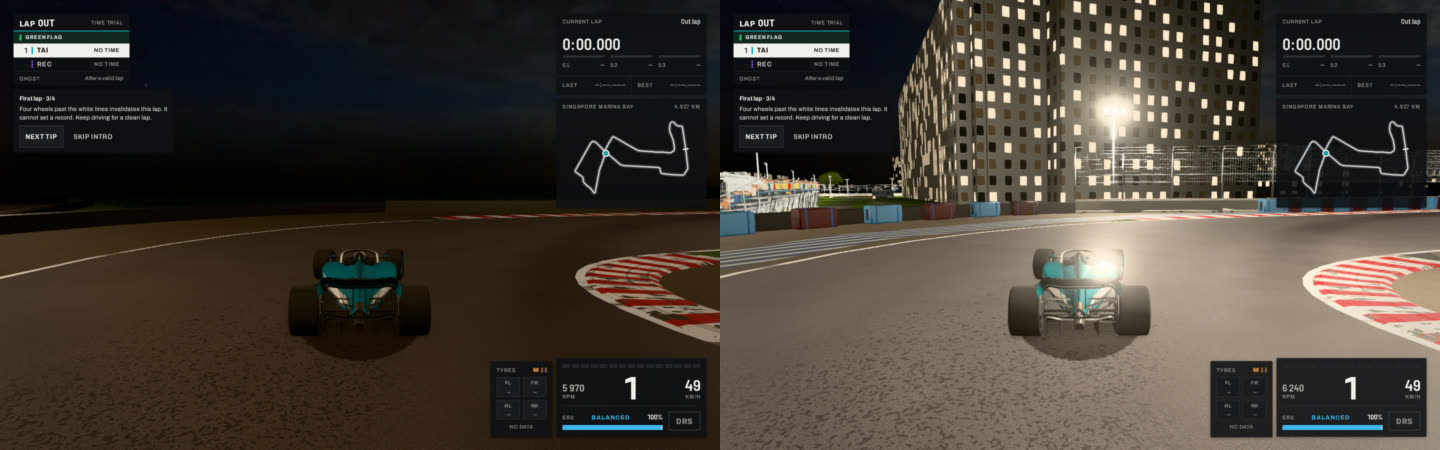 LAP OUT TIME TRIAL
GREEN FLAG
1 TAI NO TIME
REC NO TIME
GHOST After a valid lap
First lap · 3/4
Four wheels past the white lines invalidates this lap. It
cannot set a record. Keep driving for a clean lap.
NEXT TIP SKIP INTRO
CURRENT LAP Out lap
0:00.000
S1 – S2 – S3 –
LAST --:--.--- BEST --:--.---
SINGAPORE MARINA BAY 4.927 KM
TYRES M
FL FR
– –
RL RR
– –
NO DATA
5 970 RPM 1 49 KM/H
ERS BALANCED 100% DRS
LAP OUT TIME TRIAL
GREEN FLAG
1 TAI NO TIME
REC NO TIME
GHOST After a valid lap
First lap · 3/4
Four wheels past the white lines invalidates this lap. It
cannot set a record. Keep driving for a clean lap.
NEXT TIP SKIP INTRO
CURRENT LAP Out lap
0:00.000
S1 – S2 – S3 –
LAST --:--.--- BEST --:--.---
SINGAPORE MARINA BAY 4.927 KM
TYRES M
FL FR
– –
RL RR
– –
NO DATA
6 240 RPM 1 49 KM/H
ERS BALANCED 100% DRS